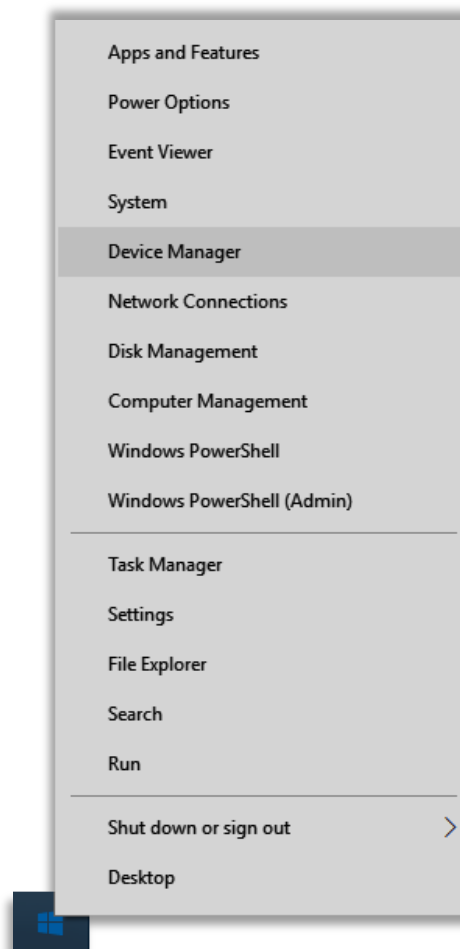 Apps and Features
Power Options
Event Viewer
System
Device Manager
Network Connections
Disk Management
Computer Management
Windows PowerShell
Windows PowerShell (Admin)
Task Manager
Settings
File Explorer
Search
Run
Shut down or sign out
Desktop